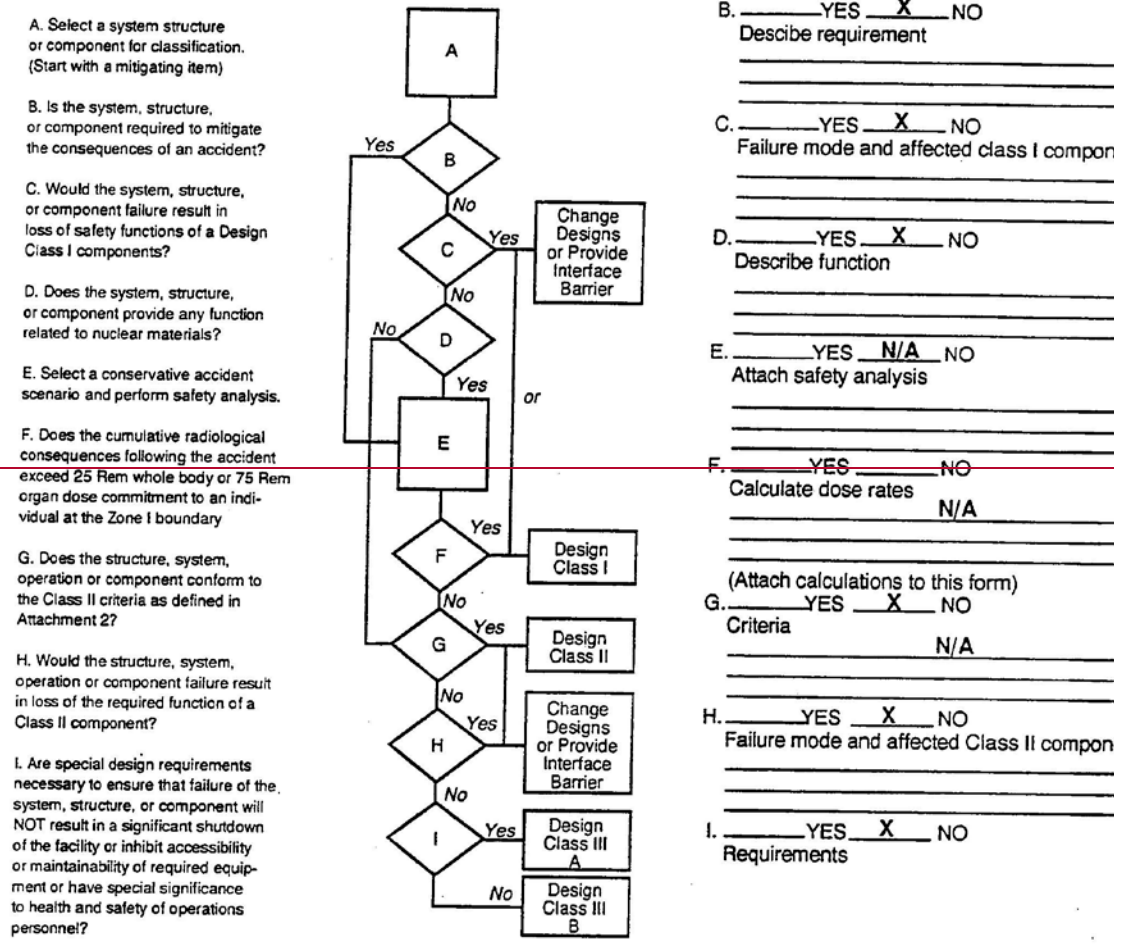 A. Select a system structure
or component for classification.
(Start with a mitigating item)
B. Is the system, structure,
or component required to mitigate
the consequences of an accident?
C. Would the system, structure,
or component failure result in
loss of safety functions of a Design
Class I components?
D. Does the system, structure,
or component provide any function
related to nuclear materials?
E. Select a conservative accident
scenario and perform safety analysis.
F. Does the cumulative radiological
consequences following the accident
exceed 25 Rem whole body or 75 Rem
organ dose commitment to an indi-
vidual at the Zone I boundary
G. Does the structure, system,
operation or component conform to
the Class II criteria as defined in
Attachment 2?
H. Would the structure, system,
operation or component failure result
in loss of the required function of a
Class II component?
I. Are special design requirements
necessary to ensure that failure of the
system, structure, or component will
NOT result in a significant shutdown
of the facility or inhibit accessibility
or maintainability of required equip-
ment or have special significance
to health and safety of operations
personnel?
A
Yes
B
No
C
Yes
Change
Designs
or Provide
Interface
Barrier
No
No
D
Yes
or
E
Yes
F
Design
Class I
No
Yes
G
Design
Class II
No
Yes
H
Change
Designs
or Provide
Interface
Barrier
No
I
Yes
Design
Class III
A
No
Design
Class III
B
B. YES X NO
Descibe requirement
C. YES X NO
Failure mode and affected class I compon
D. YES X NO
Describe function
E. YES N/A NO
Attach safety analysis
F. YES NO
Calculate dose rates
N/A
(Attach calculations to this form)
G. YES X NO
Criteria
N/A
H. YES X NO
Failure mode and affected Class II compon
I. YES X NO
Requirements